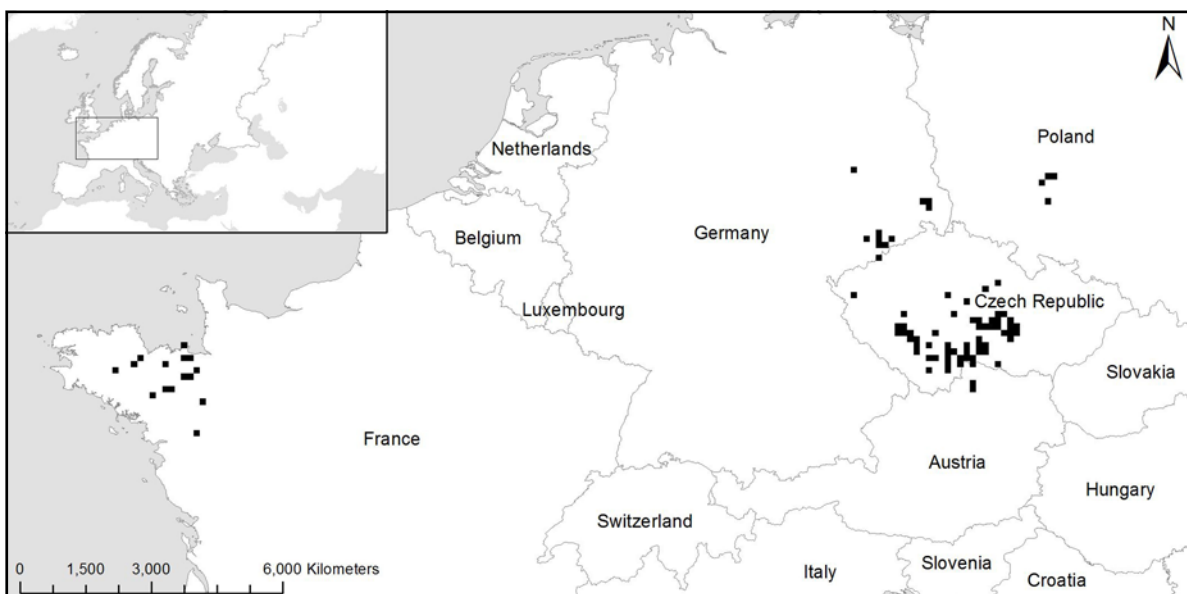 N
Poland
Netherlands
Germany
Belgium
Luxembourg
Czech Republic
Slovakia
France
Austria
Hungary
Switzerland
Slovenia
Italy
Croatia
0 1,500 3,000 6,000 Kilometers